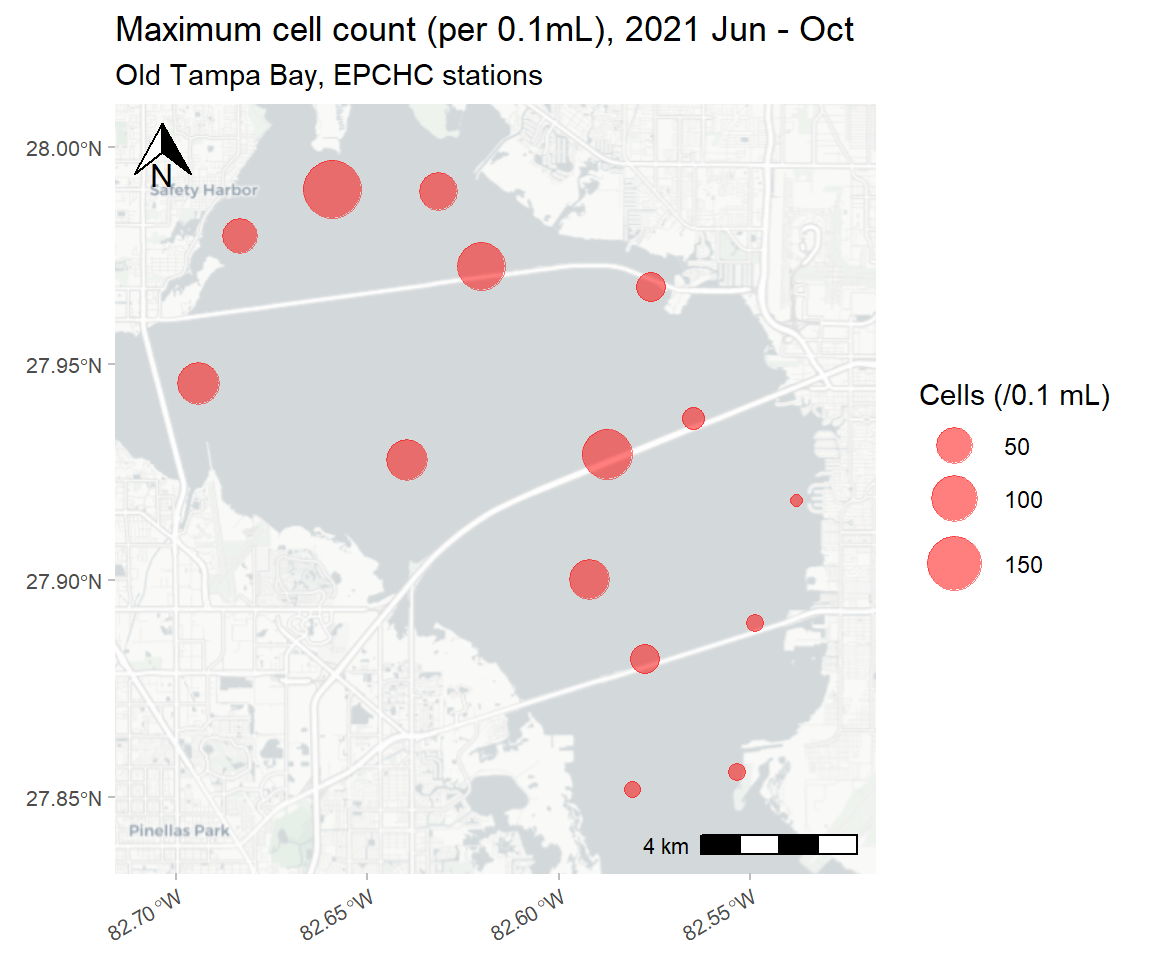 Maximum cell count (per 0.1mL), 2021 Jun - Oct
Old Tampa Bay, EPCHC stations
28.00°N
27.95°N
27.90°N
27.85°N
N
Safety Harbor
Pinellas Park
4 km
82.70°W
82.65°W
82.60°W
82.55°W
Cells (/0.1 mL)
50
100
150